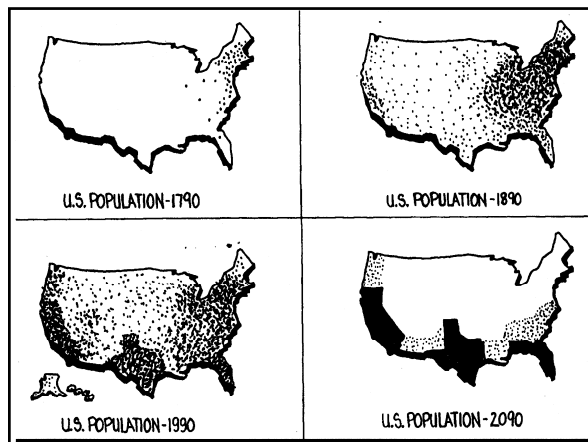 U.S. POPULATION-1790
U.S. POPULATION-1890
U.S. POPULATION-1990
U.S. POPULATION-2090